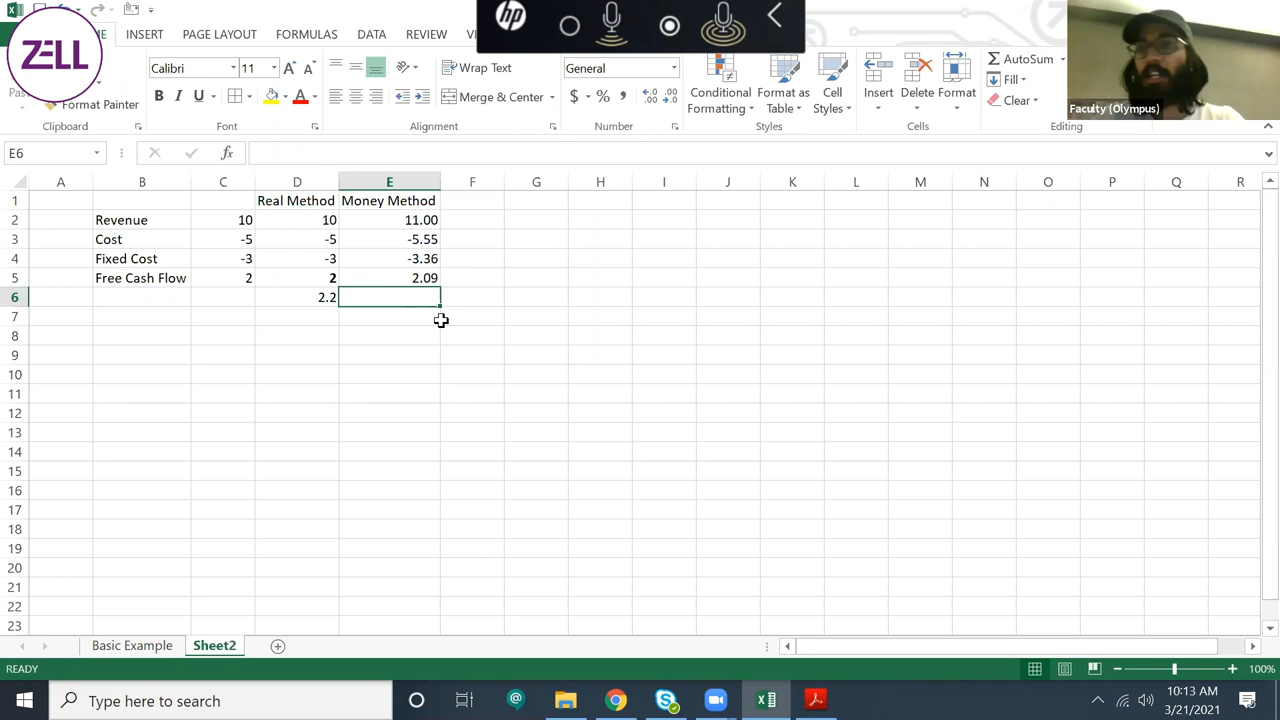 hp
ZELL
INSERT PAGE LAYOUT FORMULAS DATA REVIEW
Calibri 11 Wrap Text General AutoSum
Format Painter B I U A Merge & Center $ % Conditional Formatting Format as Table Cell Styles Insert Delete Format Fill Clear
Clipboard Font Alignment Number Styles Cells Editing
Faculty (Olympus)
E6 fx
A B C D E F G H I J K L M N O P Q R
1 Real Method Money Method
2 Revenue 10 10 11.00
3 Cost -5 -5 -5.55
4 Fixed Cost -3 -3 -3.36
5 Free Cash Flow 2 2 2.09
6 2.2
7
8
9
10
11
12
13
14
15
16
17
18
19
20
21
22
23
Basic Example Sheet2
READY 100%
Type here to search
10:13 AM
3/21/2021